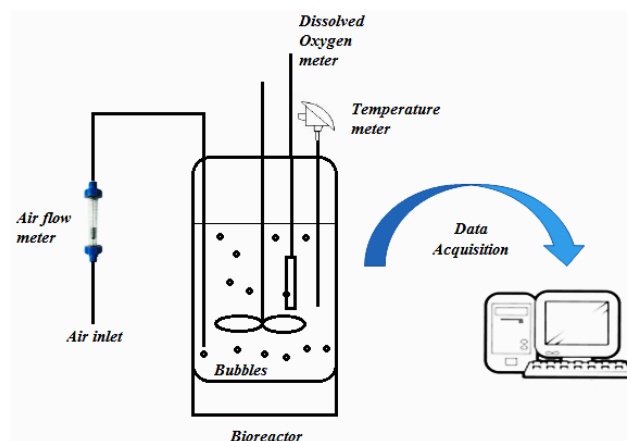 Dissolved
Oxygen
meter
Temperature
meter
Air flow
meter
Data
Acquisition
Air inlet
Bubbles
Bioreactor